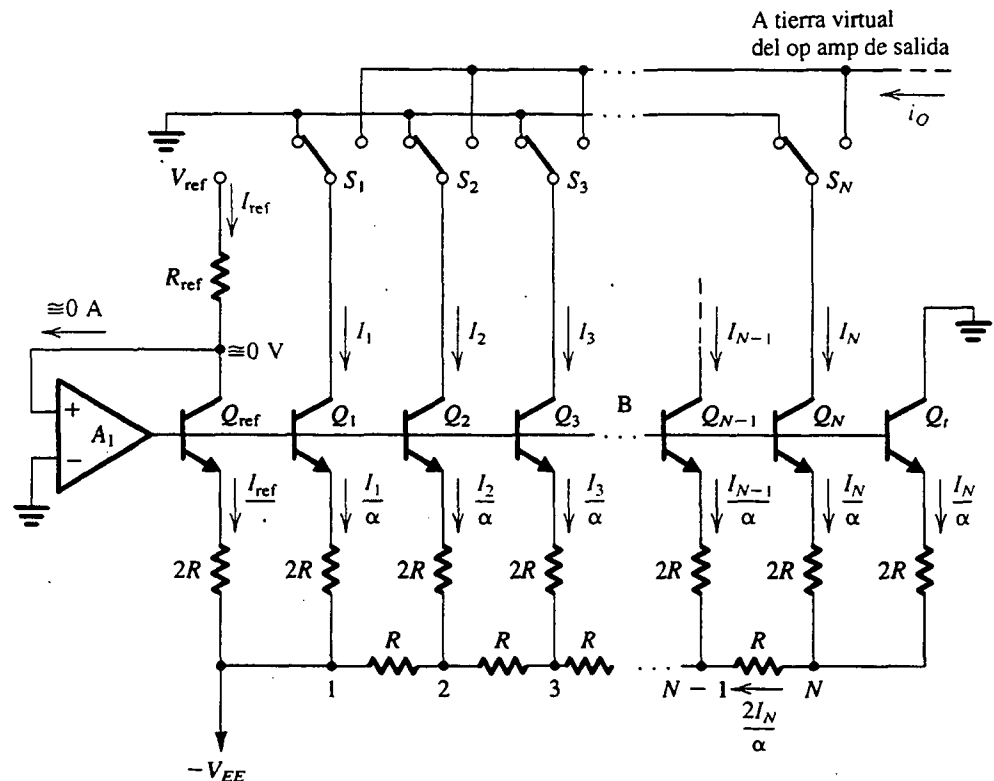 A tierra virtual
del op amp de salida
. . .
i_O
. . .
V_ref
S_1
S_2
S_3
S_N
I_ref
R_ref
≅0 A
≅0 V
I_1
I_2
I_3
I_{N−1}
I_N
+
A_1
−
Q_ref
Q_1
Q_2
Q_3
B
. . .
Q_{N−1}
Q_N
Q_t
I_ref
I_1/α
I_2/α
I_3/α
I_{N−1}/α
I_N/α
I_N/α
2R
2R
2R
2R
2R
2R
2R
R
R
R
. . .
R
1
2
3
N − 1
N
2I_N/α
−V_EE